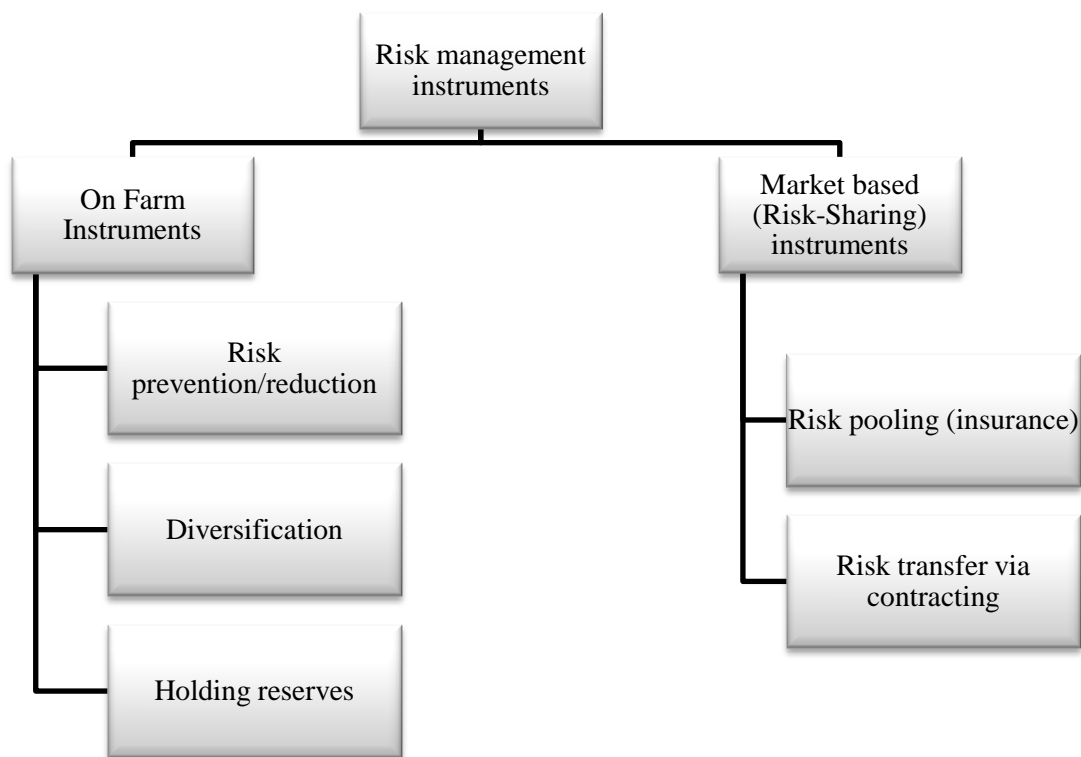 Risk management
instruments
On Farm
Instruments
Market based
(Risk-Sharing)
instruments
Risk
prevention/reduction
Diversification
Holding reserves
Risk pooling (insurance)
Risk transfer via
contracting